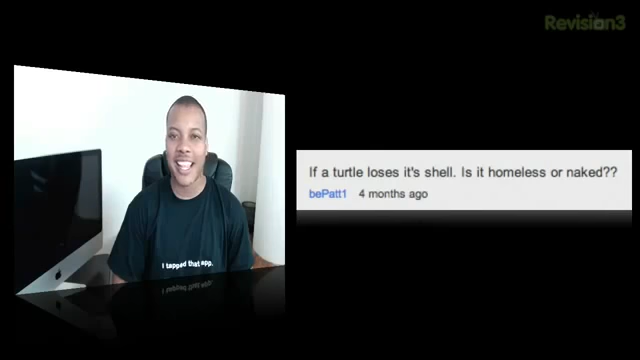 Revision3
If a turtle loses it's shell. Is it homeless or naked??
bePatt1 4 months ago
I tapped that app.